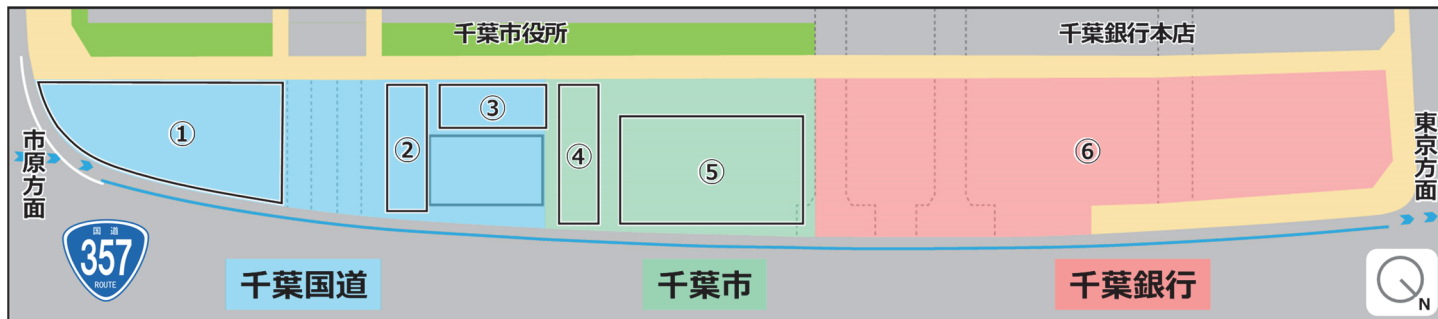 千葉市役所
千葉銀行本店
①
②
③
④
⑤
⑥
市原方面
東京方面
国道
357
ROUTE
千葉国道
千葉市
千葉銀行
N